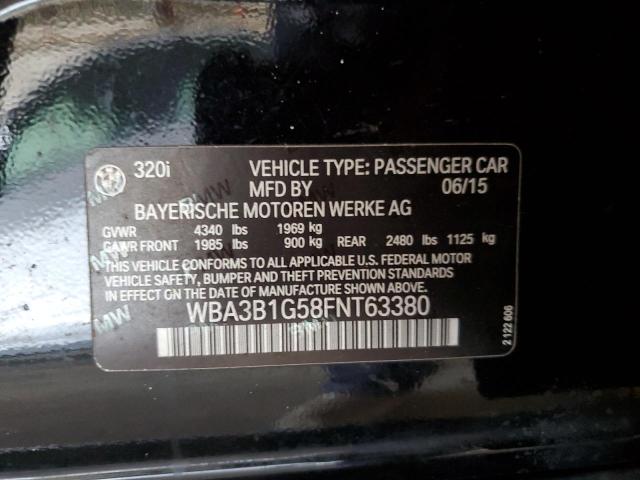 320i VEHICLE TYPE: PASSENGER CAR
MFD BY 06/15
BAYERISCHE MOTOREN WERKE AG
GVWR 4340 lbs 1969 kg
GAWR FRONT 1985 lbs 900 kg REAR 2480 lbs 1125 kg
THIS VEHICLE CONFORMS TO ALL APPLICABLE U.S. FEDERAL MOTOR
VEHICLE SAFETY, BUMPER AND THEFT PREVENTION STANDARDS
IN EFFECT ON THE DATE OF MANUFACTURE SHOWN ABOVE.
WBA3B1G58FNT63380
2 122 606